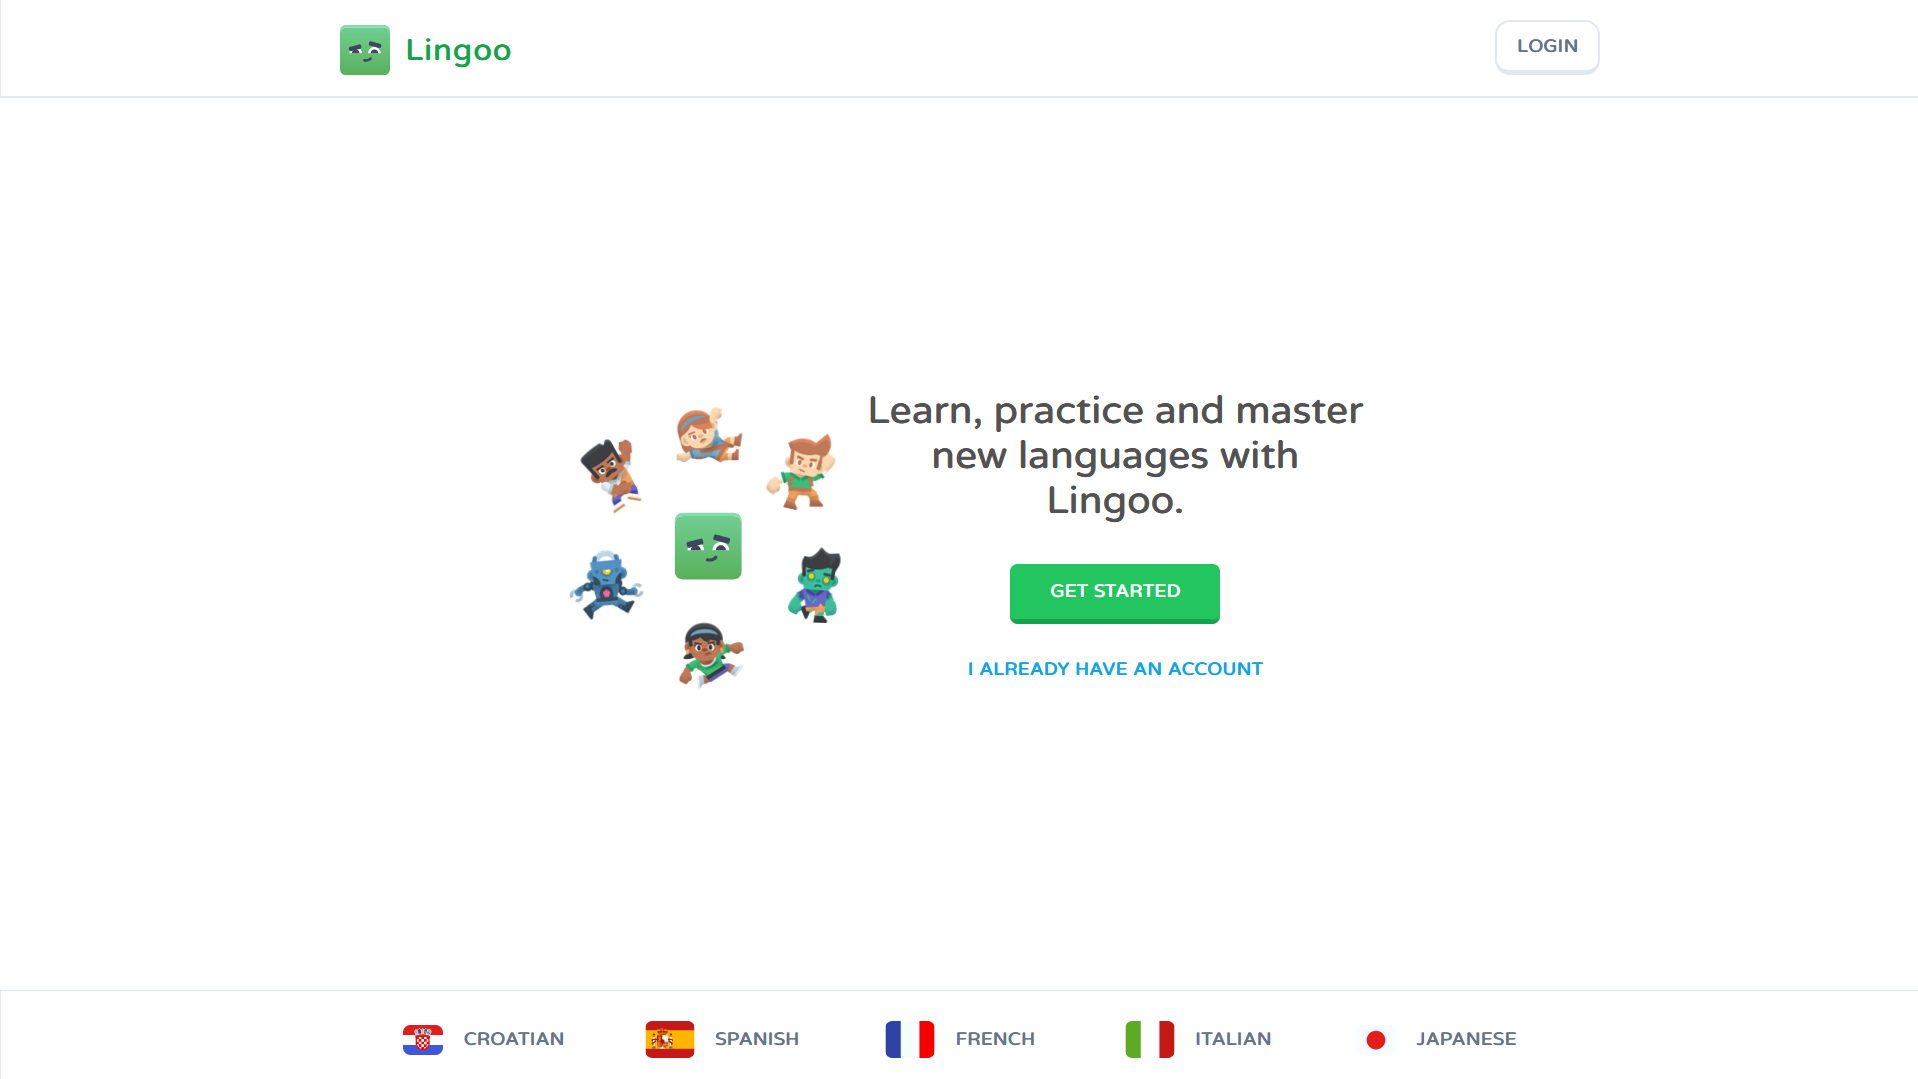 Lingoo
LOGIN
Learn, practice and master
new languages with
Lingoo.
GET STARTED
I ALREADY HAVE AN ACCOUNT
CROATIAN
SPANISH
FRENCH
ITALIAN
JAPANESE